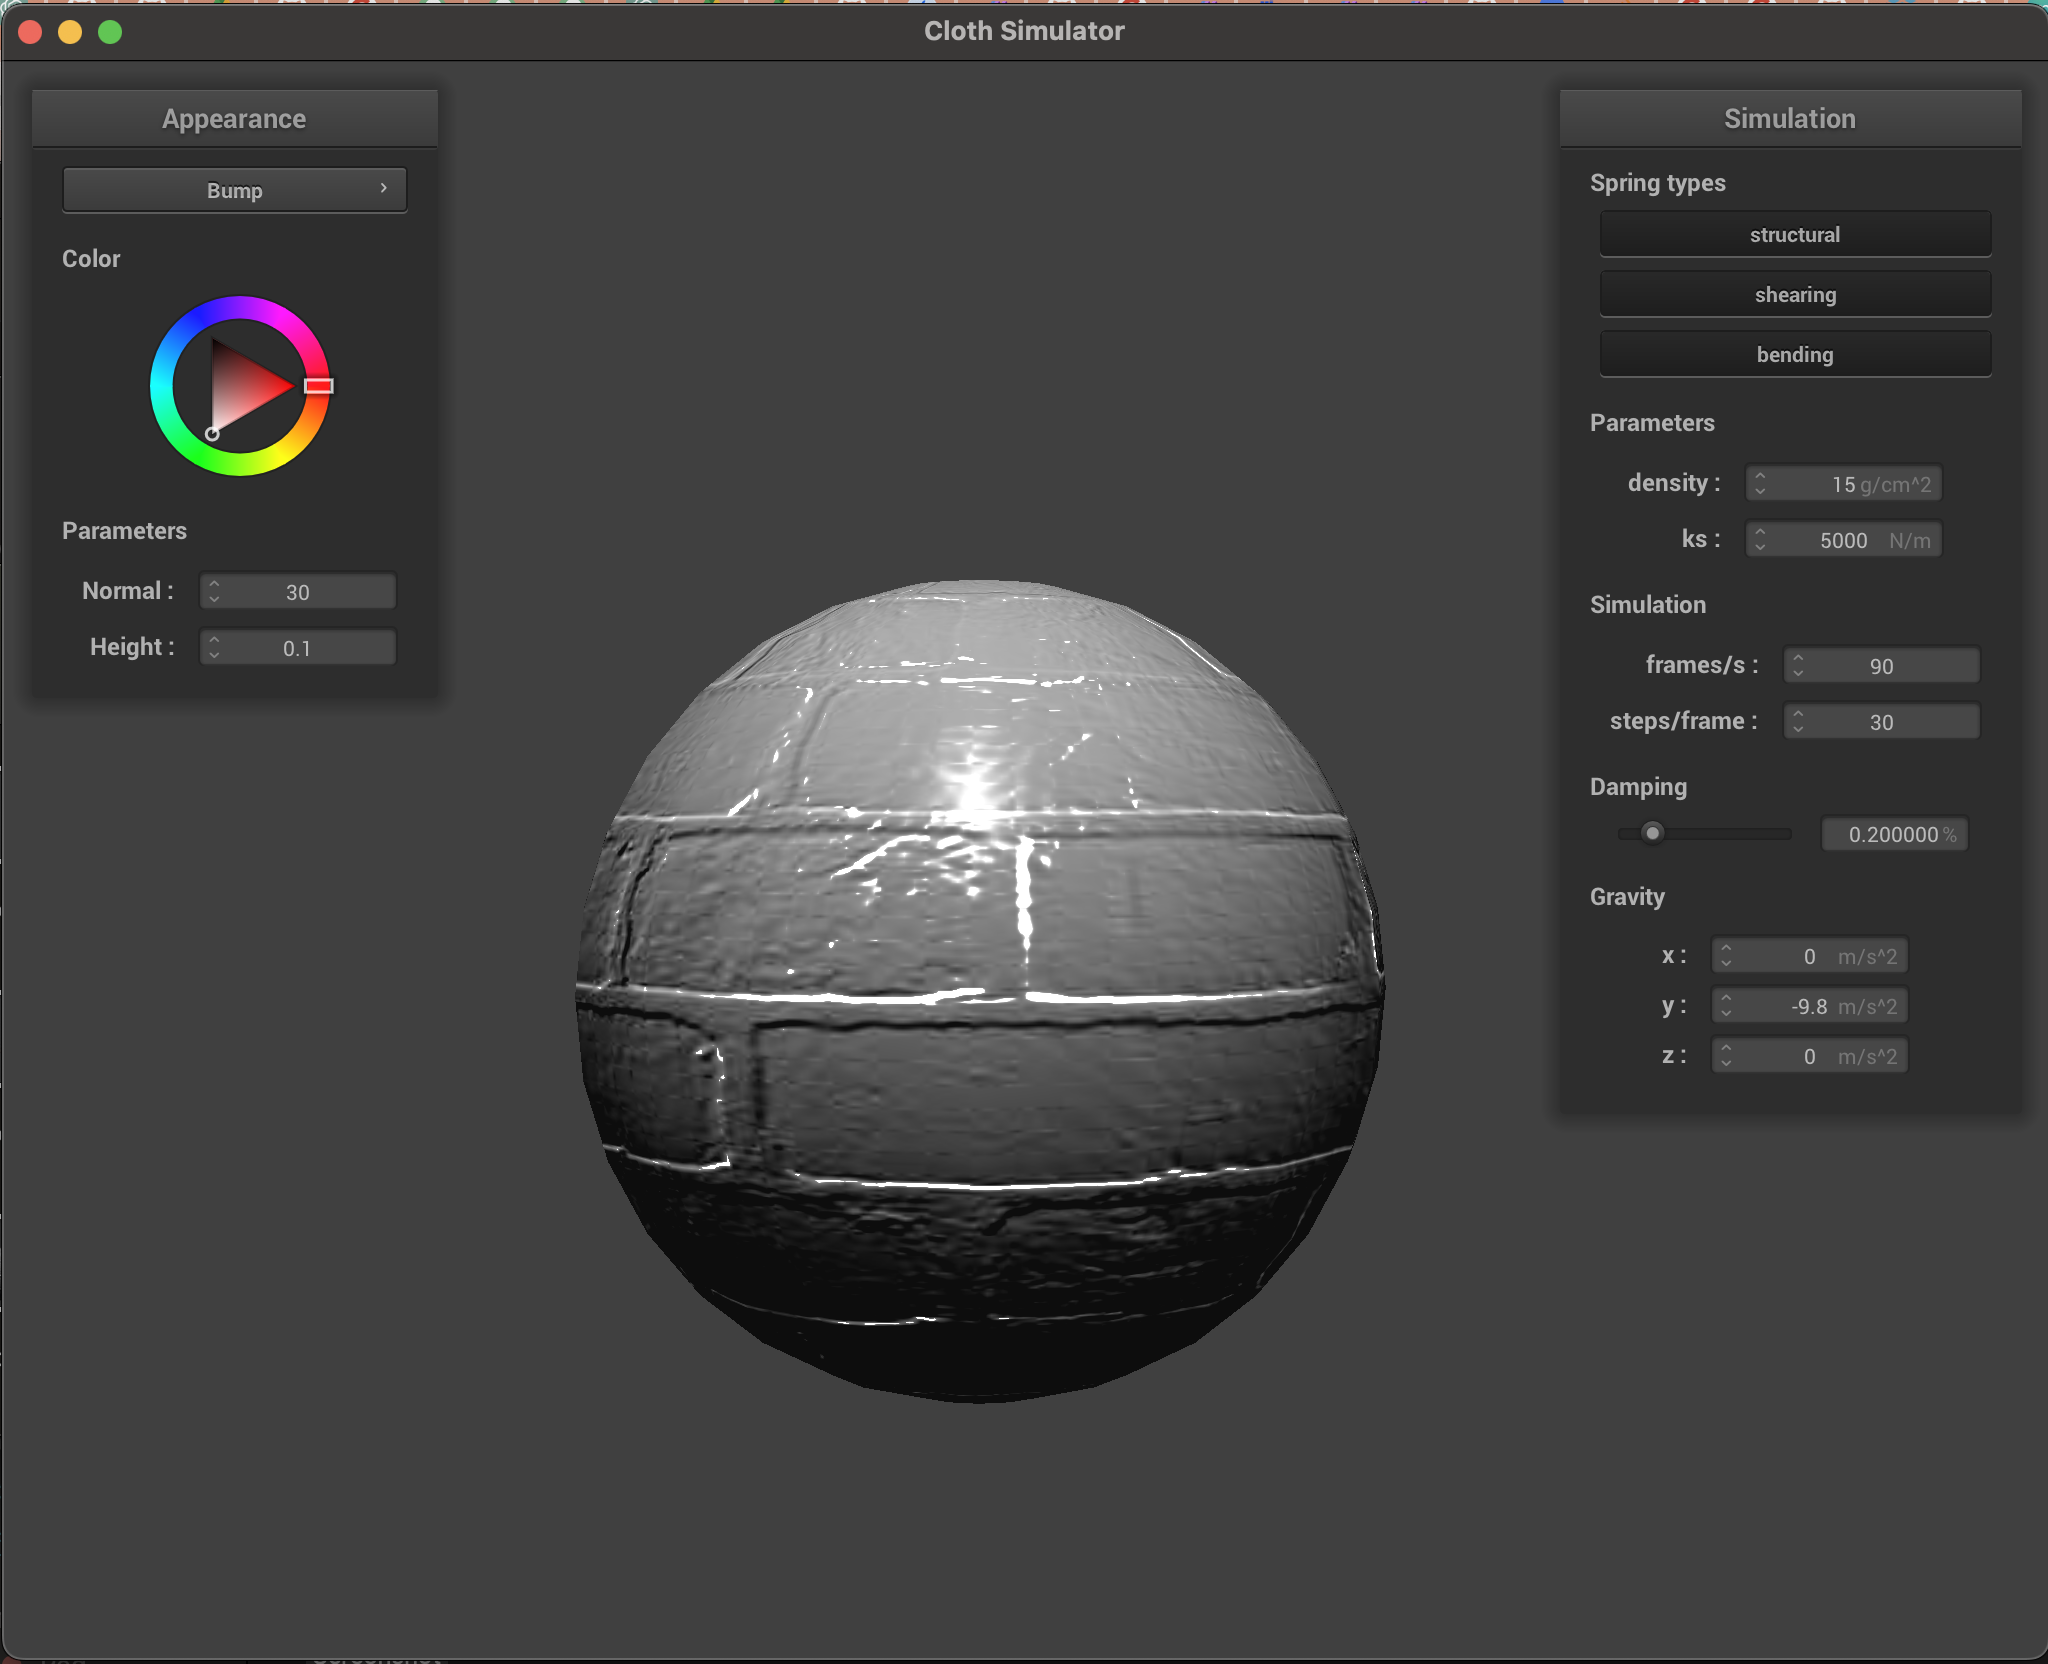 Cloth Simulator
Appearance
Bump
Color
Parameters
Normal : 30
Height : 0.1
Simulation
Spring types
structural
shearing
bending
Parameters
density : 15 g/cm^2
ks : 5000 N/m
Simulation
frames/s : 90
steps/frame : 30
Damping
0.200000 %
Gravity
x : 0 m/s^2
y : -9.8 m/s^2
z : 0 m/s^2